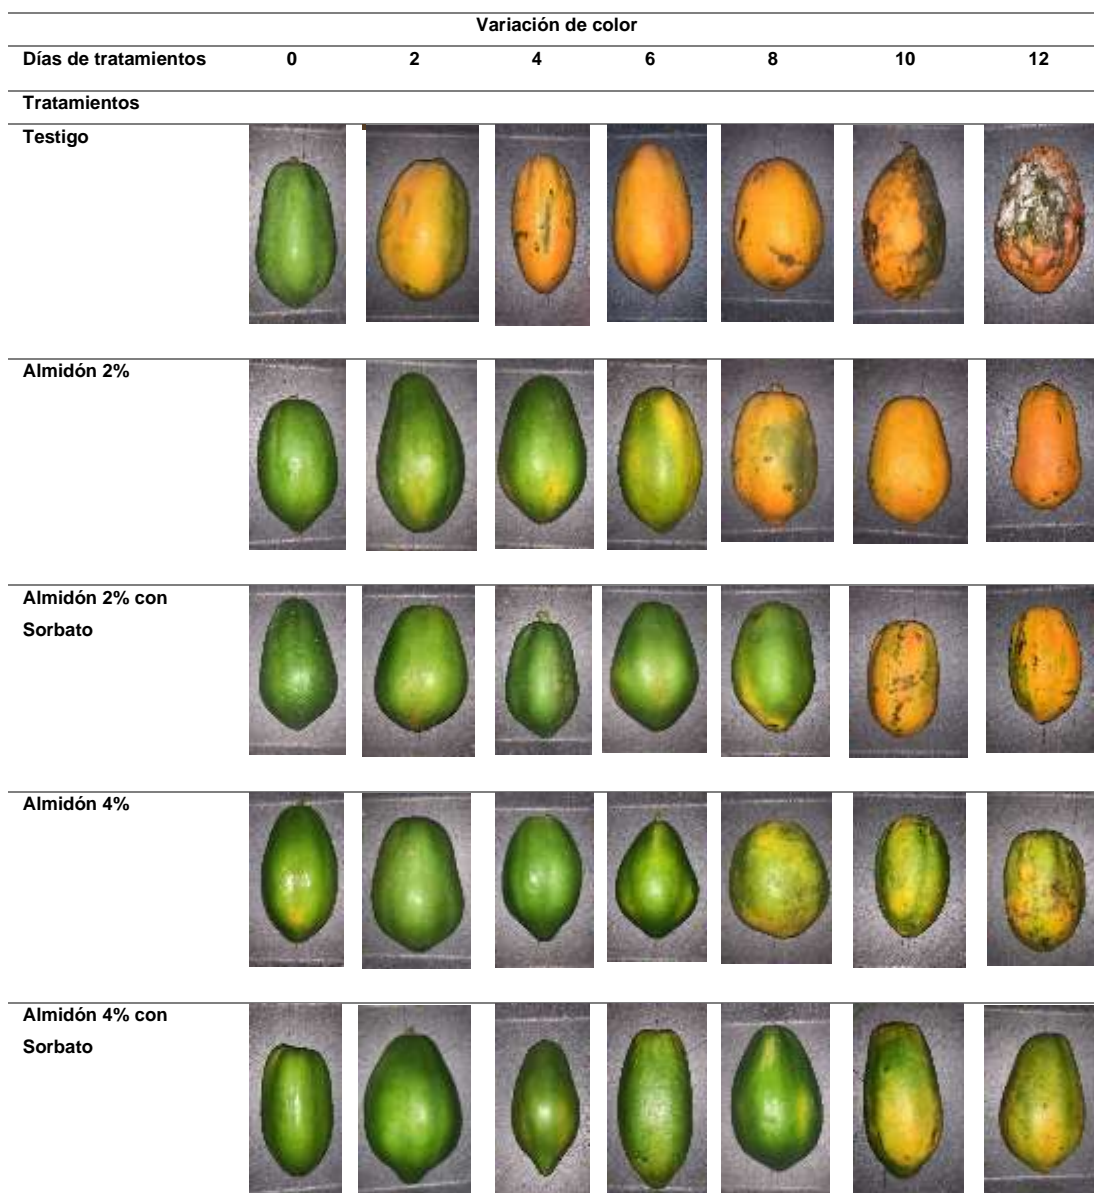 Variación de color
Días de tratamientos 0 2 4 6 8 10 12
Tratamientos
Testigo
Almidón 2%
Almidón 2% con
Sorbato
Almidón 4%
Almidón 4% con
Sorbato